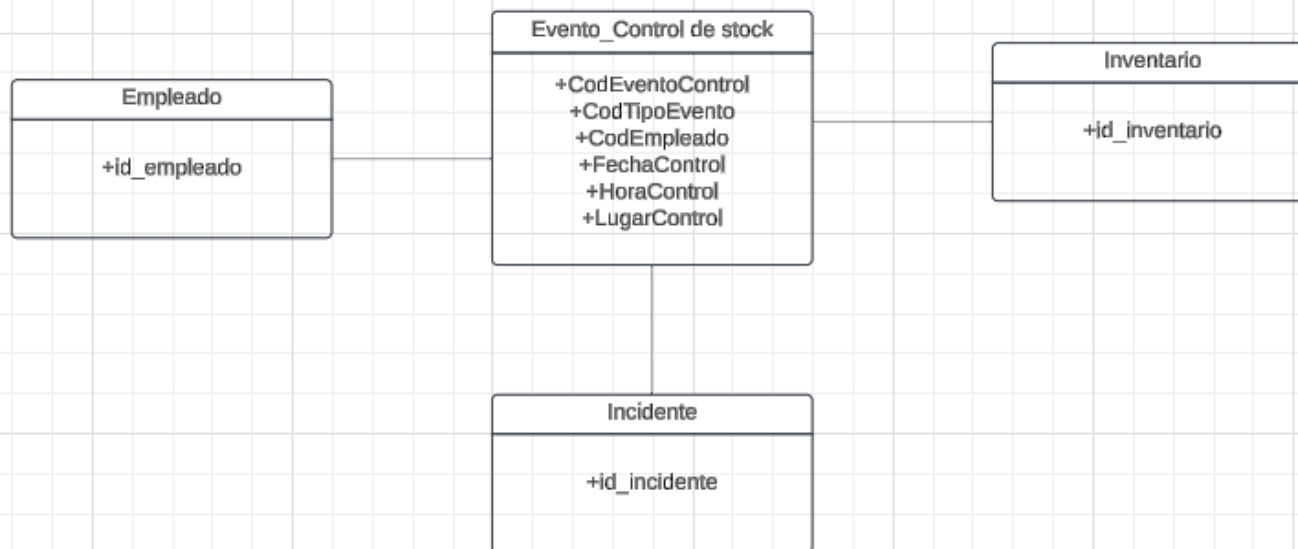 Evento_Control de stock
+CodEventoControl
+CodTipoEvento
+CodEmpleado
+FechaControl
+HoraControl
+LugarControl
Empleado
+id_empleado
Inventario
+id_inventario
Incidente
+id_incidente